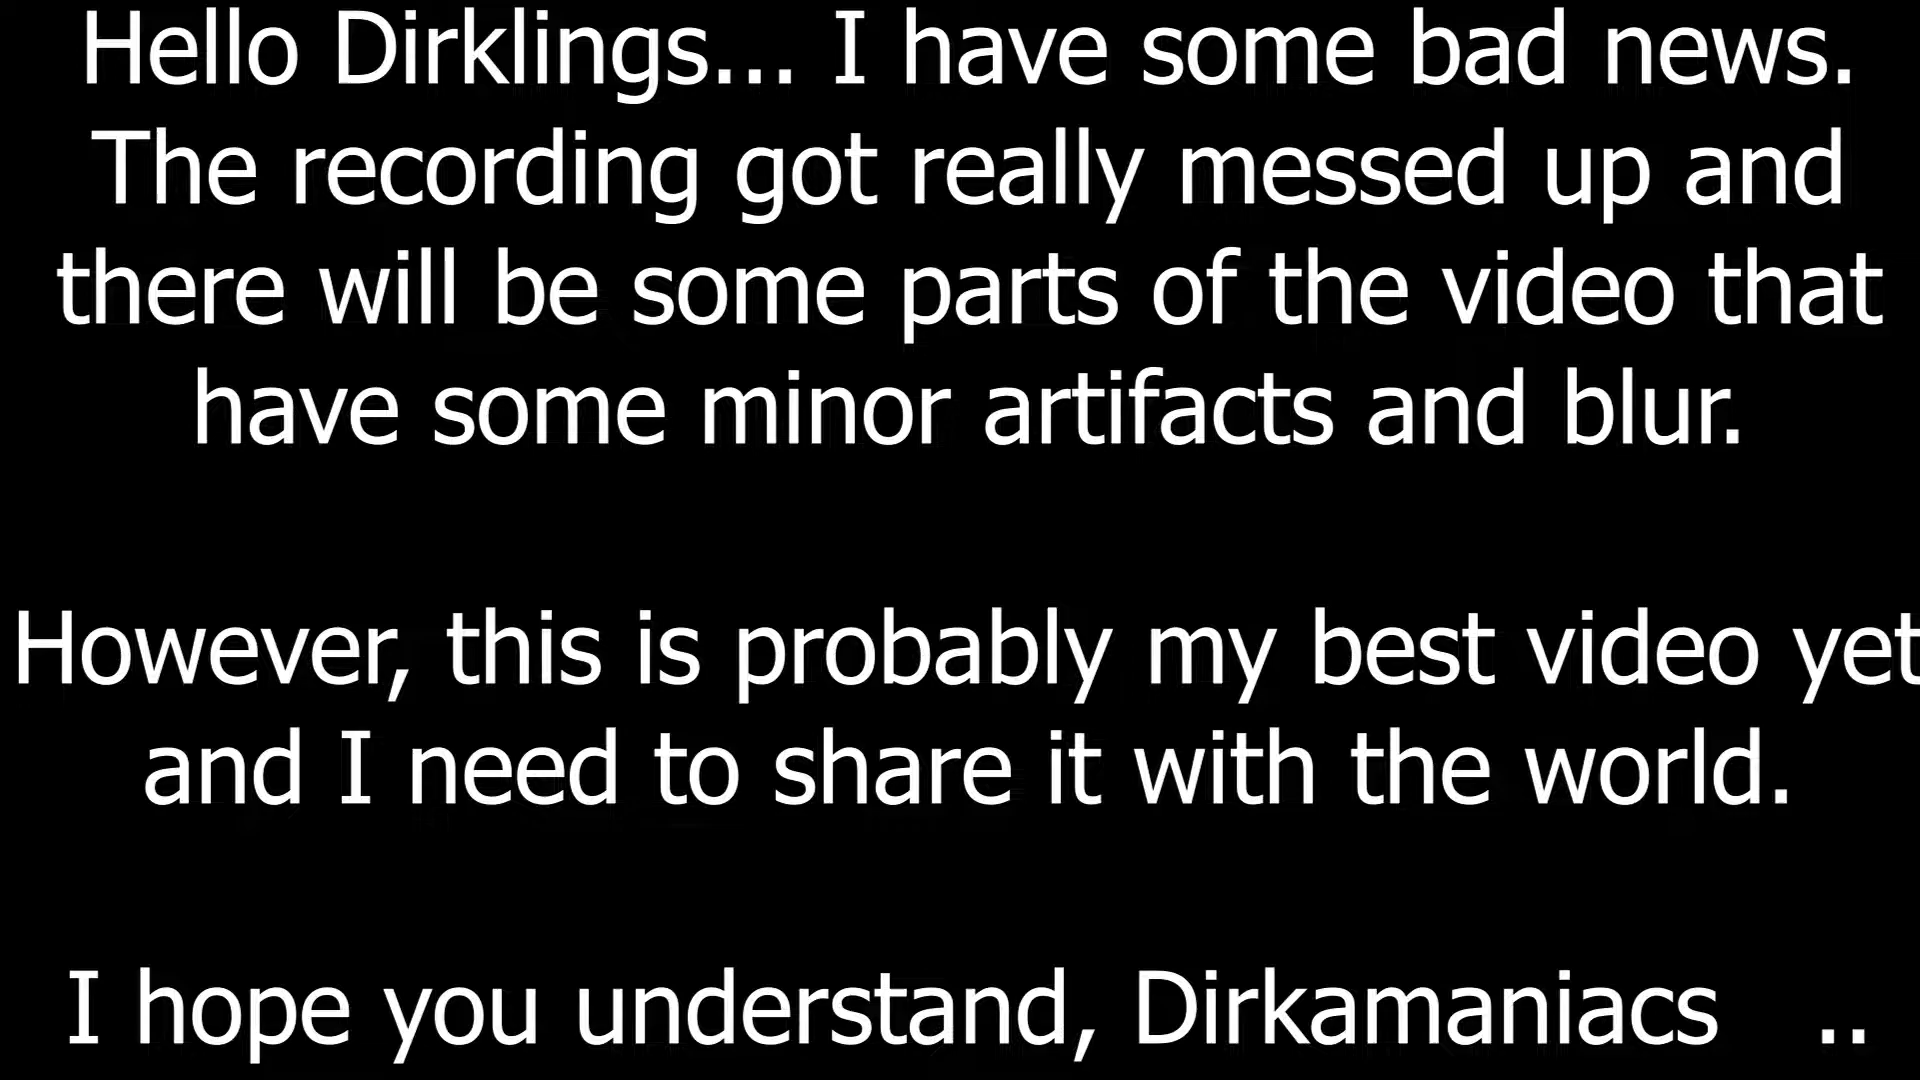 Hello Dirklings... I have some bad news.
The recording got really messed up and
there will be some parts of the video that
have some minor artifacts and blur.
However, this is probably my best video yet
and I need to share it with the world.
I hope you understand, Dirkamaniacs   ..